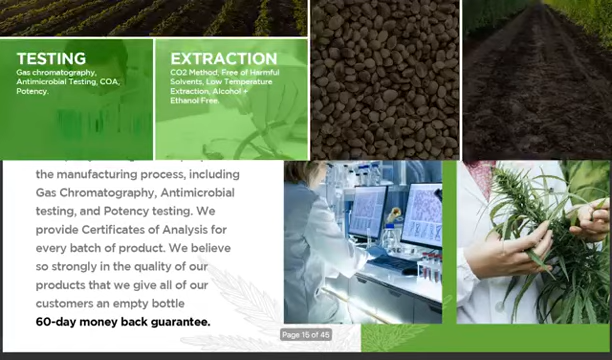 TESTING
Gas chromatography,
Antimicrobial Testing, COA,
Potency.
EXTRACTION
CO2 Method, Free of Harmful
Solvents, Low Temperature
Extraction, Alcohol +
Ethanol Free
the manufacturing process, including
Gas Chromatography, Antimicrobial
testing, and Potency testing. We
provide Certificates of Analysis for
every batch of product. We believe
so strongly in the quality of our
products that we give all of our
customers an empty bottle
60-day money back guarantee.
Page 15 of 45